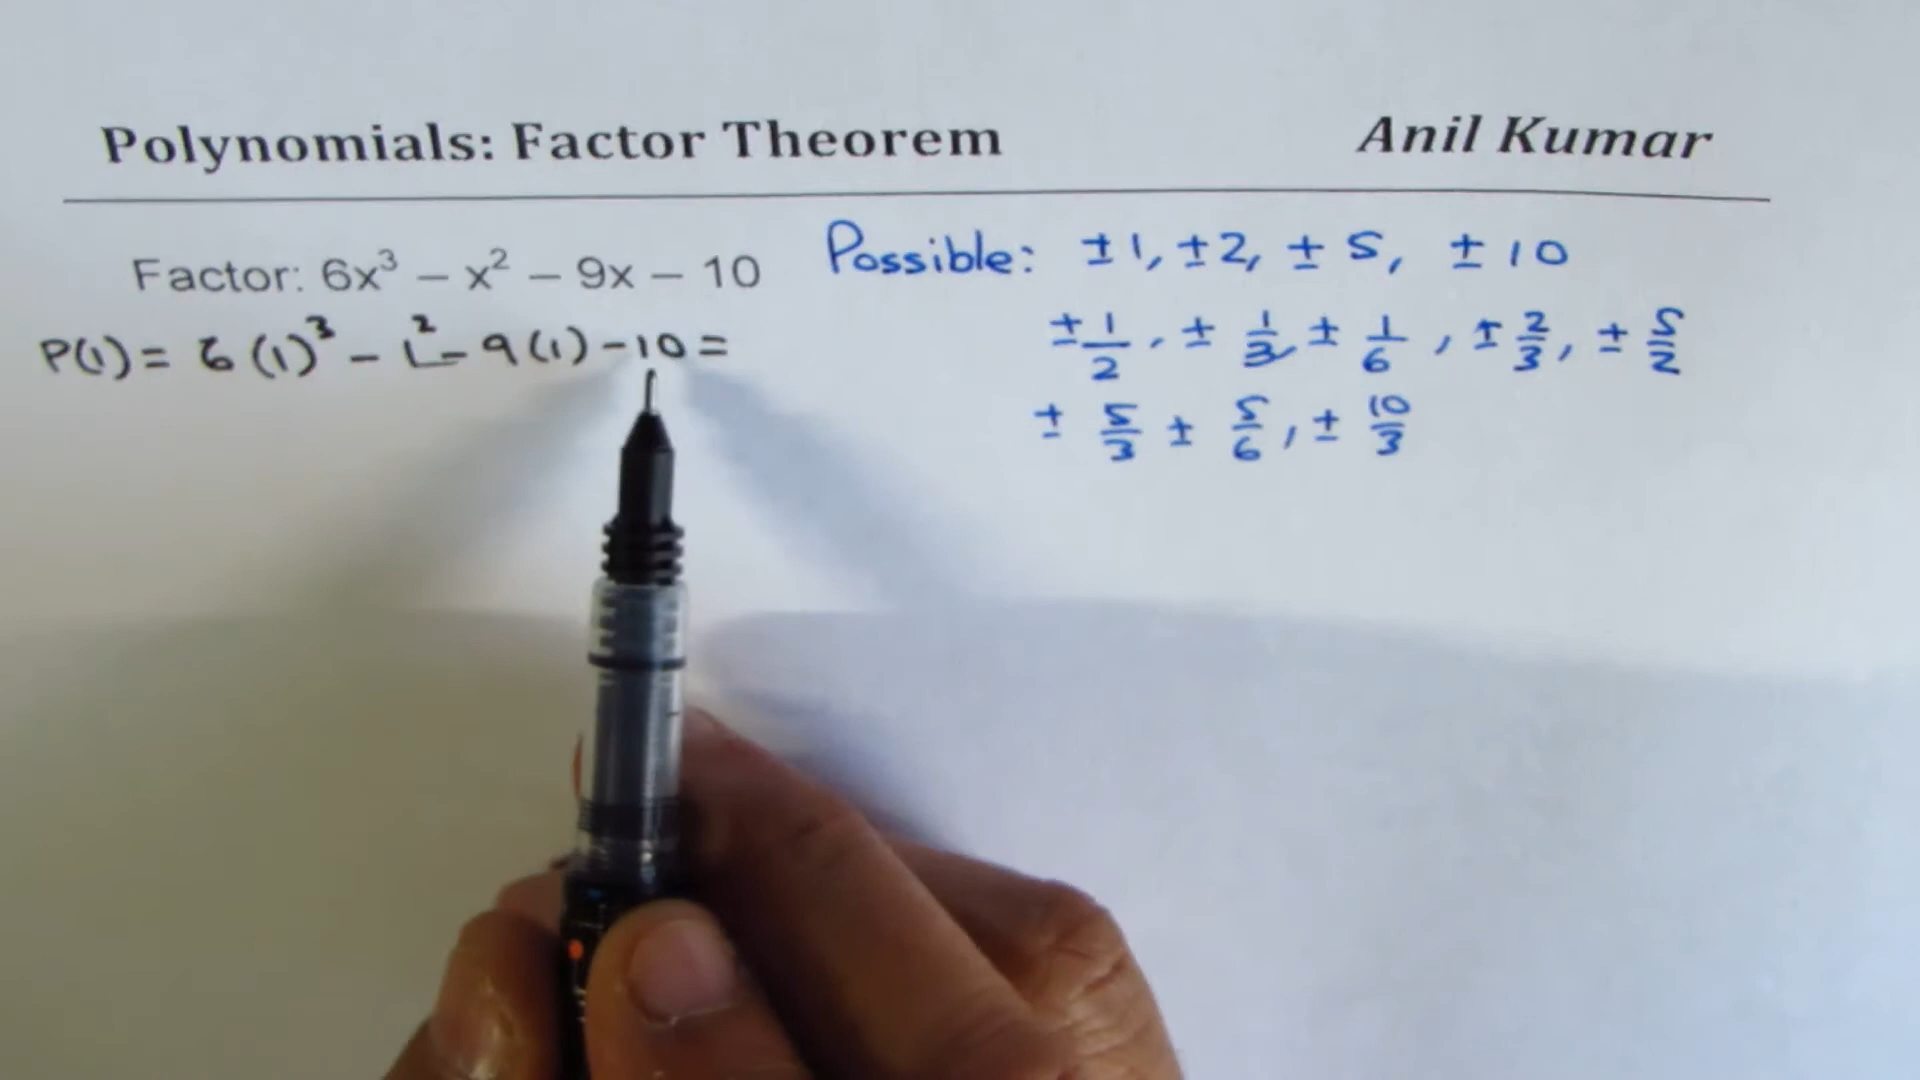 Polynomials: Factor Theorem Anil Kumar
Factor: 6x³ – x² – 9x – 10 Possible: ±1, ±2, ±5, ±10
P(1) = 6(1)³ – 1² – 9(1) – 10 = ±1/2, ±1/3, ±1/6, ±2/3, ±5/2
±5/3 ±5/6, ±10/3